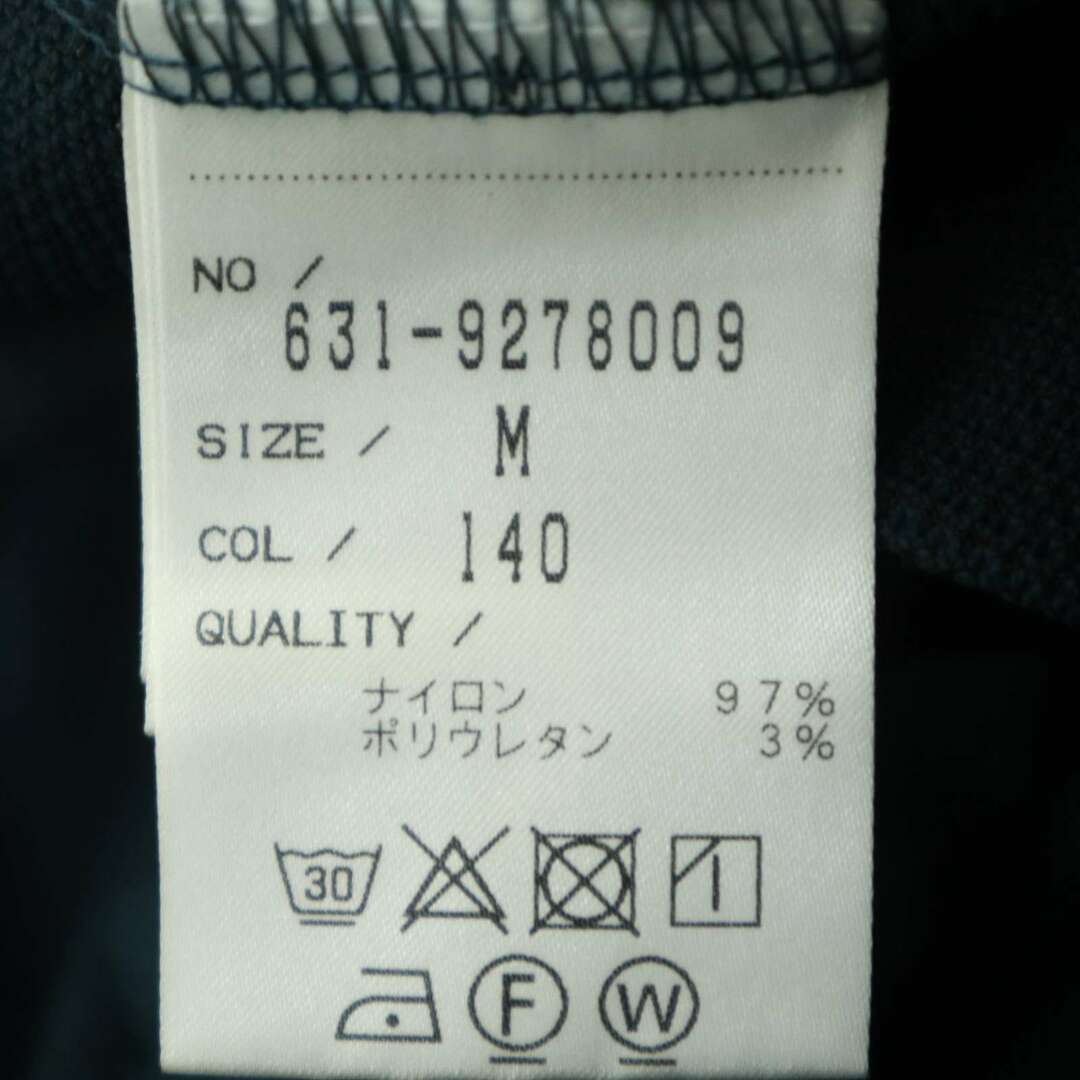 NO /
631-9278009
SIZE / M
COL / 140
QUALITY /
ナイロン 97%
ポリウレタン 3%
30
F W